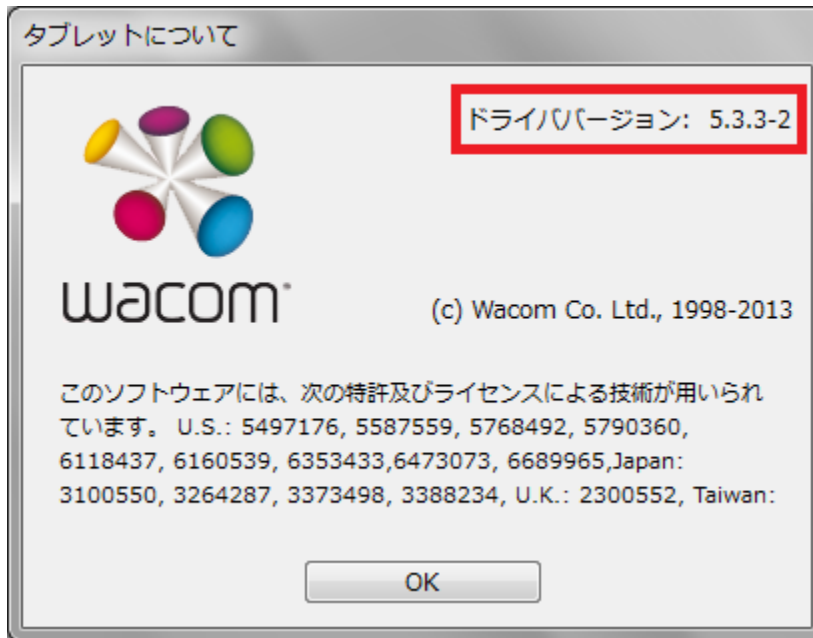 タブレットについて
ドライババージョン: 5.3.3-2
wacom
(c) Wacom Co. Ltd., 1998-2013
このソフトウェアには、次の特許及びライセンスによる技術が用いられ
ています。 U.S.: 5497176, 5587559, 5768492, 5790360,
6118437, 6160539, 6353433,6473073, 6689965,Japan:
3100550, 3264287, 3373498, 3388234, U.K.: 2300552, Taiwan:
OK